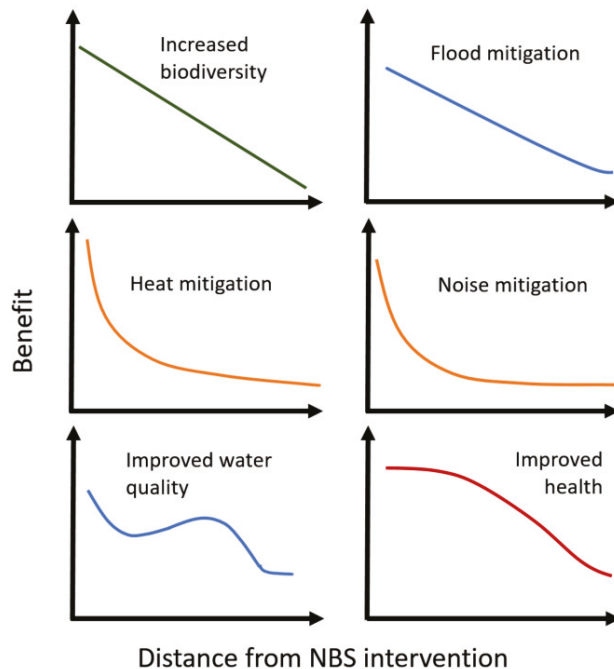 Increased
biodiversity
Flood mitigation
Heat mitigation
Noise mitigation
Improved water
quality
Improved
health
Benefit
Distance from NBS intervention